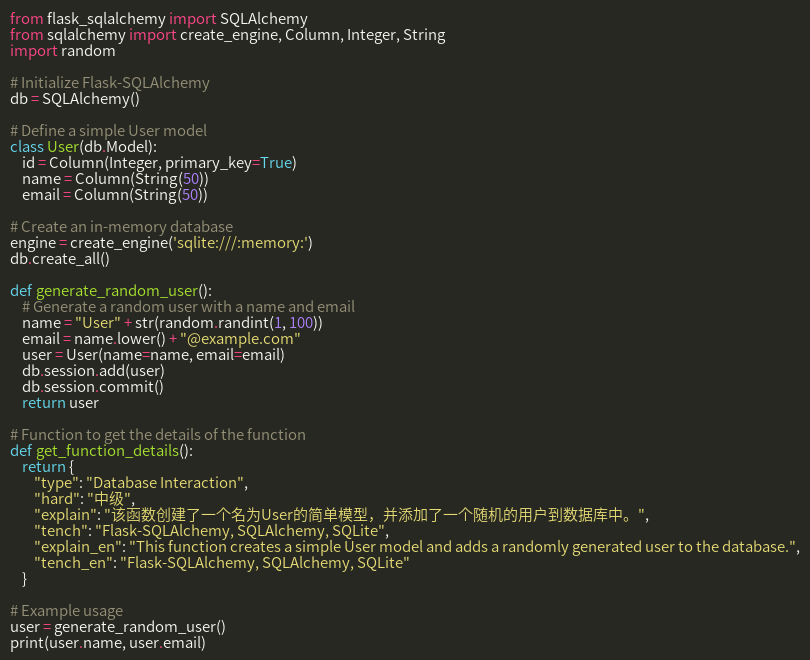 from flask_sqlalchemy import SQLAlchemy
from sqlalchemy import create_engine, Column, Integer, String
import random

# Initialize Flask-SQLAlchemy
db = SQLAlchemy()

# Define a simple User model
class User(db.Model):
    id = Column(Integer, primary_key=True)
    name = Column(String(50))
    email = Column(String(50))

# Create an in-memory database
engine = create_engine('sqlite:///:memory:')
db.create_all()

def generate_random_user():
    # Generate a random user with a name and email
    name = "User" + str(random.randint(1, 100))
    email = name.lower() + "@example.com"
    user = User(name=name, email=email)
    db.session.add(user)
    db.session.commit()
    return user

# Function to get the details of the function
def get_function_details():
    return {
        "type": "Database Interaction",
        "hard": "中级",
        "explain": "该函数创建了一个名为User的简单模型，并添加了一个随机的用户到数据库中。",
        "tench": "Flask-SQLAlchemy, SQLAlchemy, SQLite",
        "explain_en": "This function creates a simple User model and adds a randomly generated user to the database.",
        "tench_en": "Flask-SQLAlchemy, SQLAlchemy, SQLite"
    }

# Example usage
user = generate_random_user()
print(user.name, user.email)